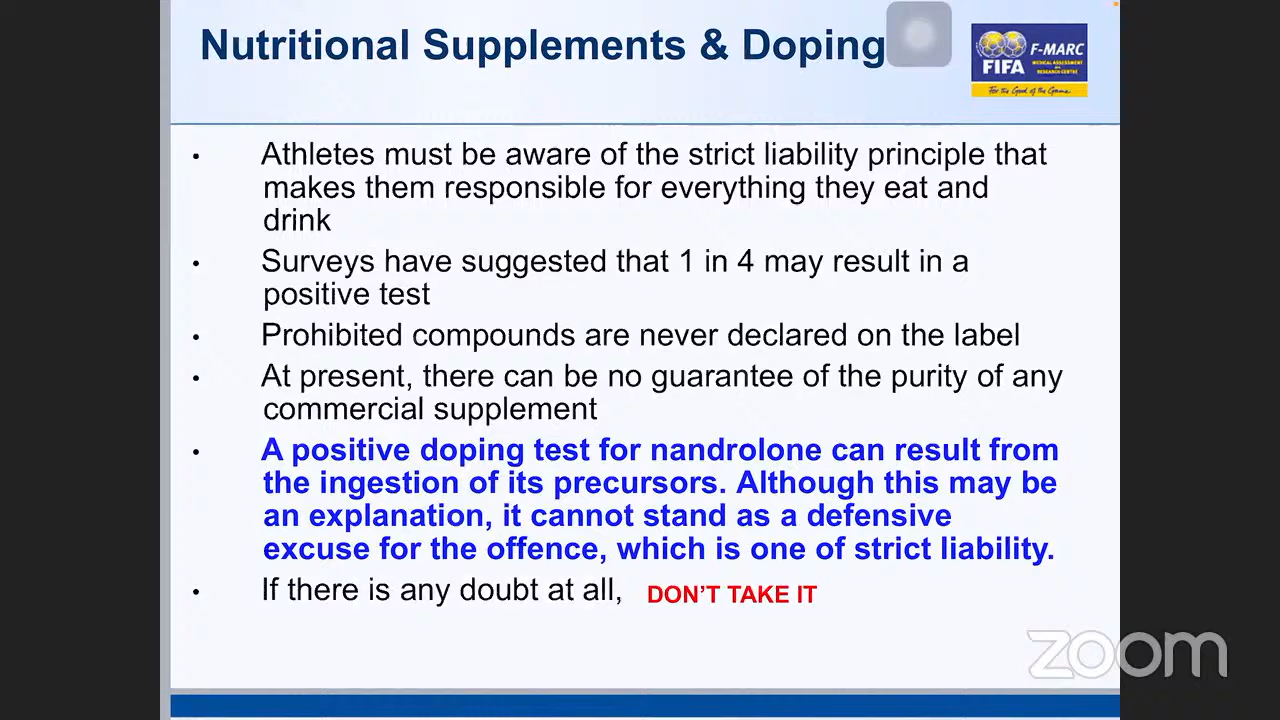 Nutritional Supplements & Doping
F-MARC
FIFA
MEDICAL ASSESSMENT
RESEARCH CENTRE
For the Good of the Game
• Athletes must be aware of the strict liability principle that
makes them responsible for everything they eat and
drink
• Surveys have suggested that 1 in 4 may result in a
positive test
• Prohibited compounds are never declared on the label
• At present, there can be no guarantee of the purity of any
commercial supplement
• A positive doping test for nandrolone can result from
the ingestion of its precursors. Although this may be
an explanation, it cannot stand as a defensive
excuse for the offence, which is one of strict liability.
• If there is any doubt at all, DON’T TAKE IT
zoom